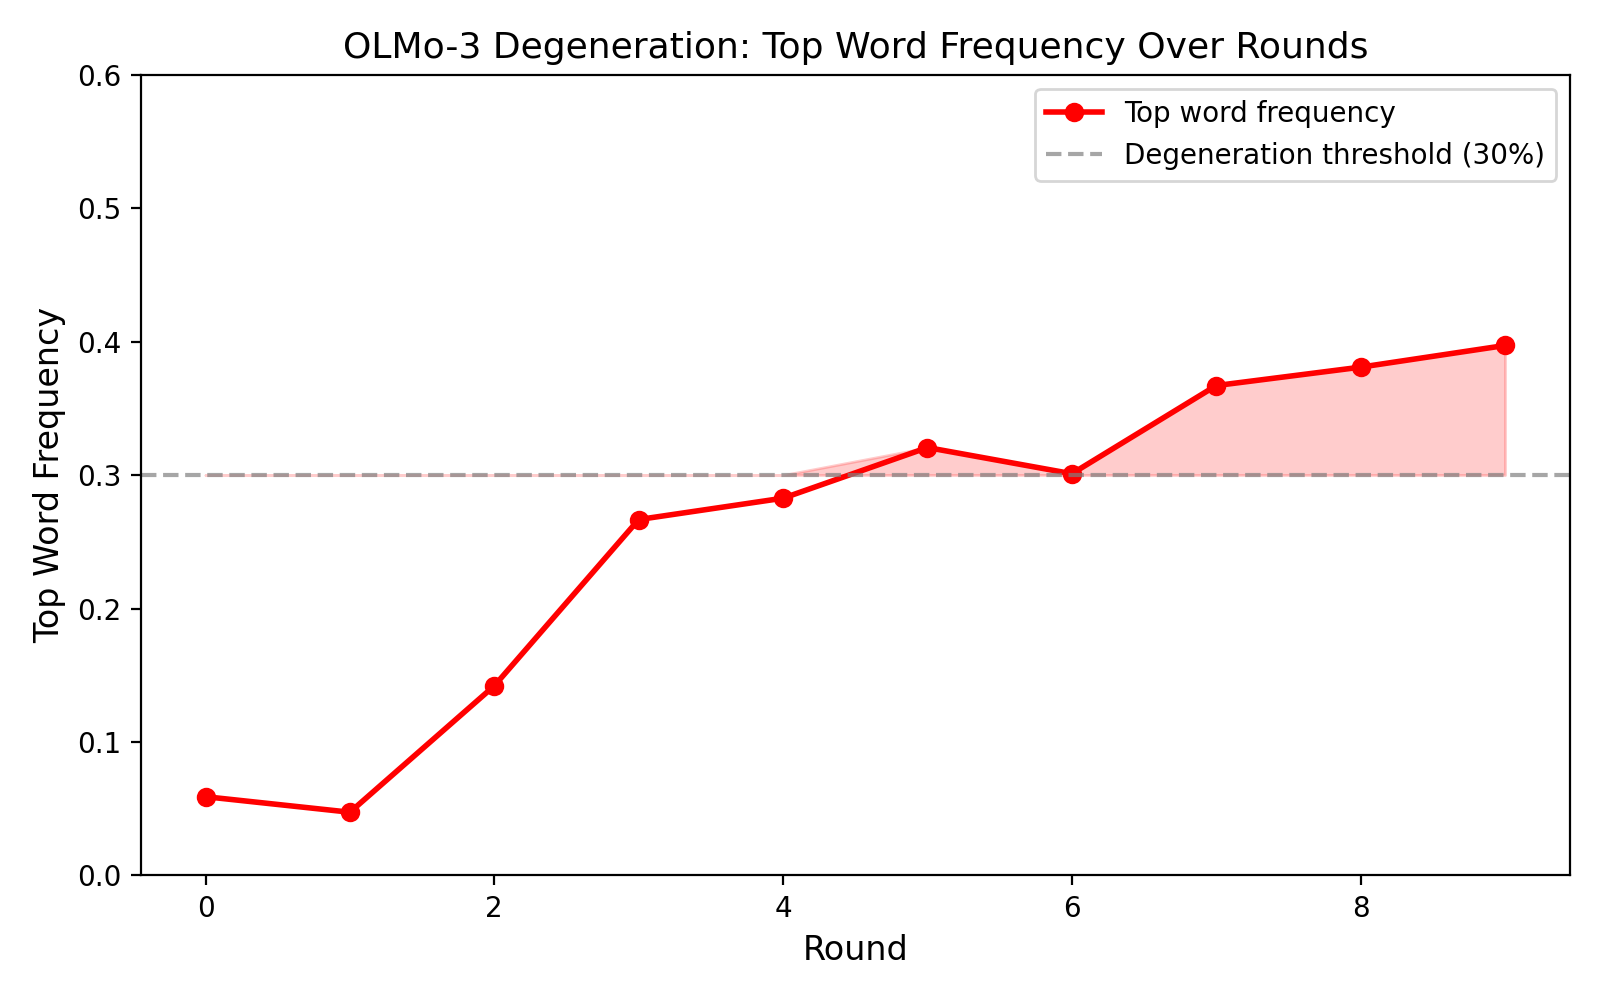 OLMo-3 Degeneration: Top Word Frequency Over Rounds
Top word frequency
Degeneration threshold (30%)
Top Word Frequency
0.6
0.5
0.4
0.3
0.2
0.1
0.0
0 2 4 6 8
Round